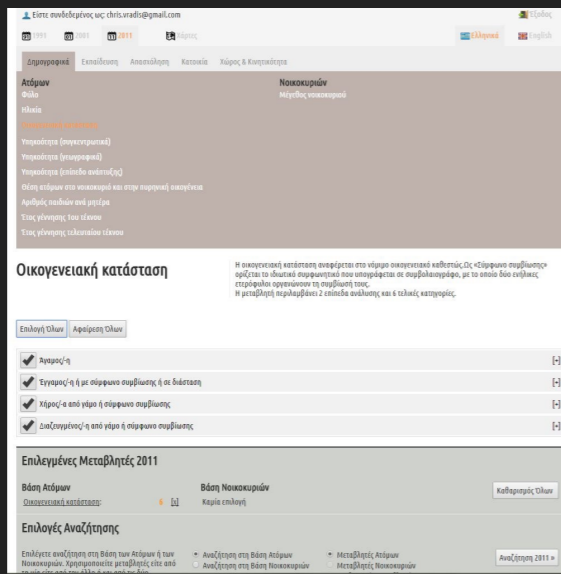 Είστε συνδεδεμένος ως: chris.vradis@gmail.com Έξοδος
1991 2001 2011 Χάρτες Ελληνικά English
Δημογραφικά Εκπαίδευση Απασχόληση Κατοικία Χώρος & Κινητικότητα
Ατόμων Νοικοκυριών
Φύλο Μέγεθος νοικοκυριού
Ηλικία
Οικογενειακή κατάσταση
Υπηκοότητα (συγκεντρωτικά)
Υπηκοότητα (γεωγραφικά)
Υπηκοότητα (επίπεδο ανάπτυξης)
Θέση ατόμων στο νοικοκυριό και στην πυρηνική οικογένεια
Αριθμός παιδιών ανά μητέρα
Έτος γέννησης 1ου τέκνου
Έτος γέννησης τελευταίου τέκνου
Οικογενειακή κατάσταση
Η οικογενειακή κατάσταση αναφέρεται στο νόμιμο οικογενειακό καθεστώς.Ως «Σύμφωνο συμβίωσης»
ορίζεται το ιδιωτικό συμφωνητικό που υπογράφεται σε συμβολαιογράφο, με το οποίο δύο ενήλικες
ετερόφυλοι οργανώνουν τη συμβίωσή τους.
Η μεταβλητή περιλαμβάνει 2 επίπεδα ανάλυσης και 6 τελικές κατηγορίες.
Επιλογή Όλων Αφαίρεση Όλων
Άγαμος/-η [+]
Έγγαμος/-η ή με σύμφωνο συμβίωσης ή σε διάσταση [+]
Χήρος/-α από γάμο ή σύμφωνο συμβίωσης [+]
Διαζευγμένος/-η από γάμο ή σύμφωνο συμβίωσης [+]
Επιλεγμένες Μεταβλητές 2011
Βάση Ατόμων Βάση Νοικοκυριών Καθαρισμός Όλων
Οικογενειακή κατάσταση: 6 [x] Καμία επιλογή
Επιλογές Αναζήτησης
Επιλέγετε αναζήτηση στη Βάση των Ατόμων ή των Αναζήτηση στη Βάση Ατόμων Μεταβλητές Ατόμων Αναζήτηση 2011 »
Νοικοκυριών. Χρησιμοποιείτε μεταβλητές είτε από Αναζήτηση στη Βάση Νοικοκυριών Μεταβλητές Νοικοκυριών